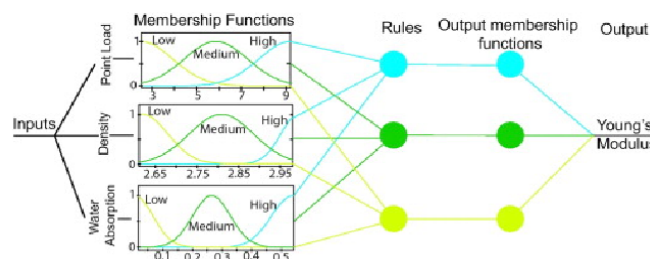 Membership Functions
Rules
Output membership
functions
Output
Point Load
1
0
Low
Medium
High
3 5 7 9
Inputs
Density
1
0
Low
Medium
High
2.65 2.75 2.85 2.95
Young's
Modulus
Water
Absorption
1
0
Low
Medium
High
0.1 0.2 0.3 0.4 0.5